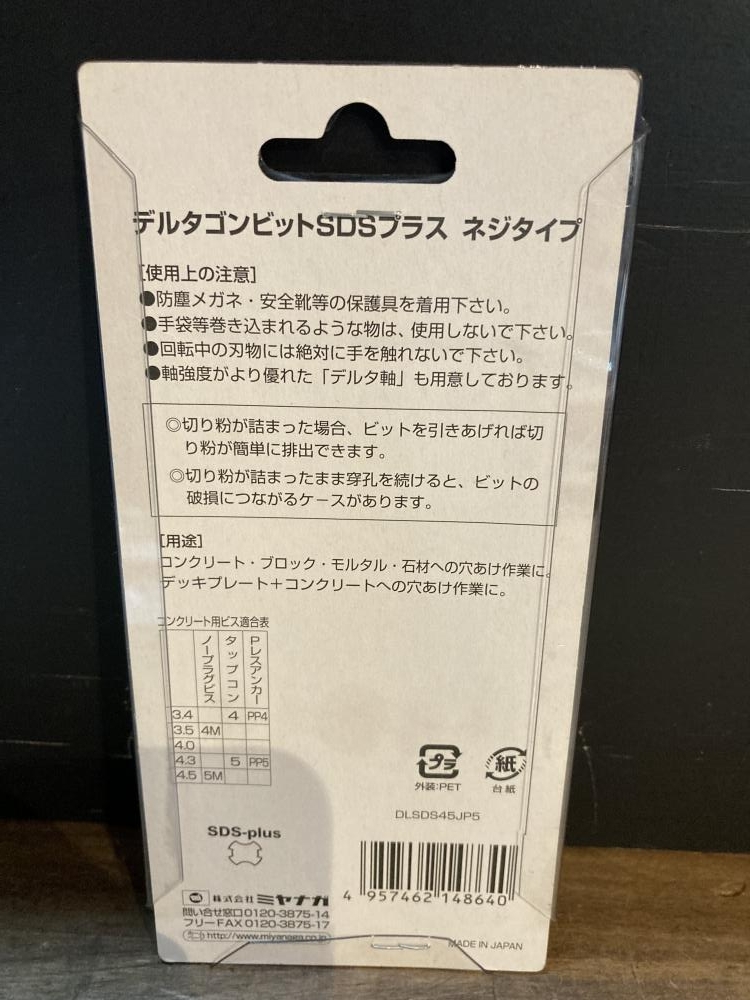 デルタゴンビットSDSプラス ネジタイプ
[使用上の注意]
●防塵メガネ・安全靴等の保護具を着用下さい。
●手袋等巻き込まれるような物は、使用しないで下さい。
●回転中の刃物には絶対に手を触れないで下さい。
●軸強度がより優れた「デルタ軸」も用意しております。
◎切り粉が詰まった場合、ビットを引きあげれば切
り粉が簡単に排出できます。
◎切り粉が詰まったまま穿孔を続けると、ビットの
破損につながるケースがあります。
[用途]
コンクリート・ブロック・モルタル・石材への穴あけ作業に。
デッキプレート＋コンクリートへの穴あけ作業に。
コンクリート用ビス適合表
ノープラグビス タップコン Pレスアンカー
3.4 4 PP4
3.5 4M
4.0
4.3 5 PP5
4.5 5M
プラ
外装:PET
紙
台紙
DLSDS45JP5
SDS-plus
4 957462 148640
株式会社ミヤナガ
問い合せ窓口0120-3875-14
フリーFAX0120-3875-17
http://www.miyanaga.co.jp
MADE IN JAPAN